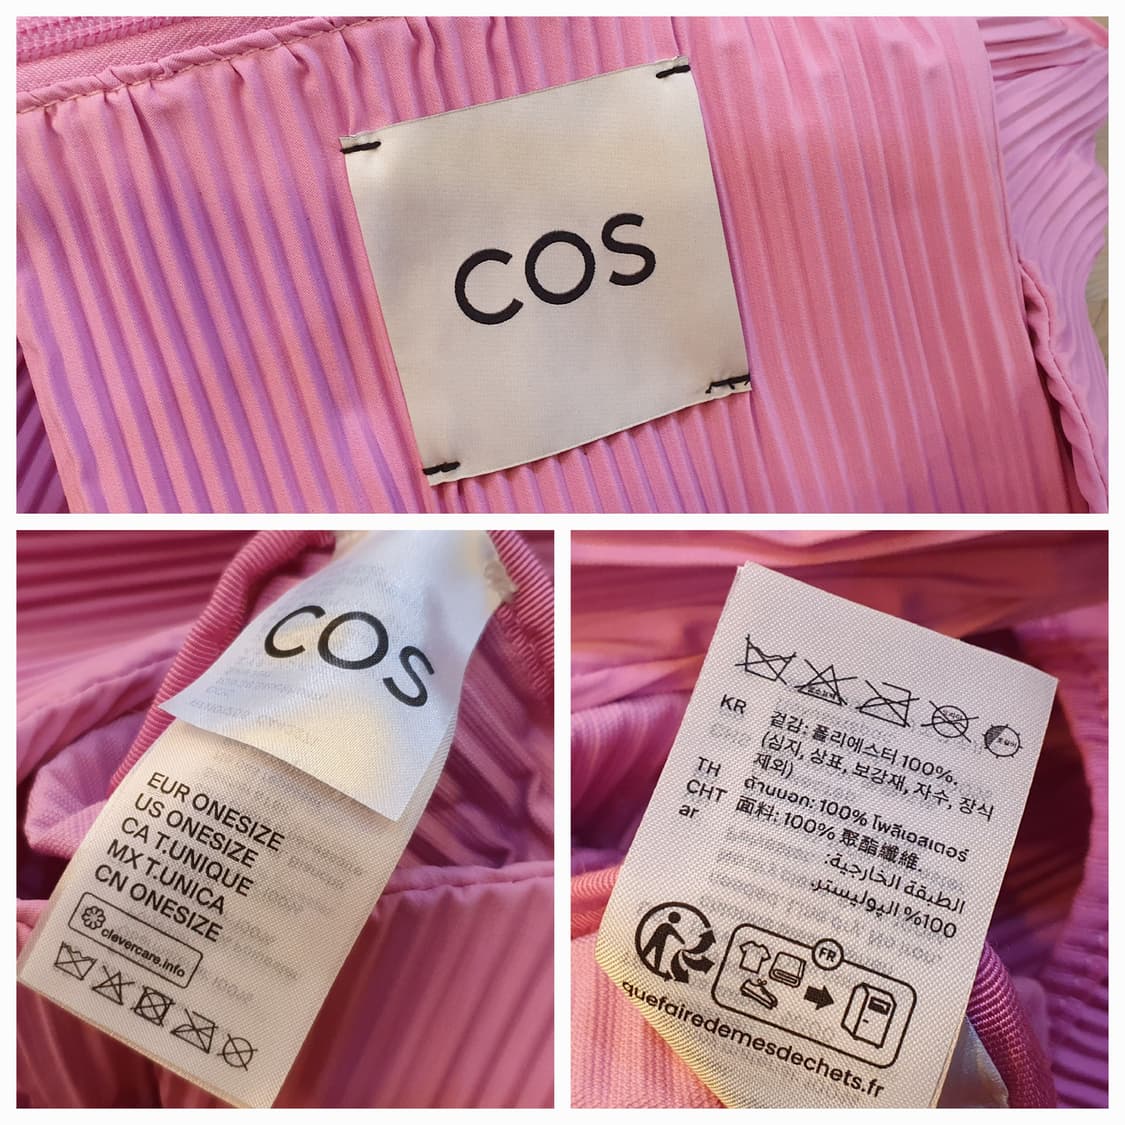 COS
COS
EUR ONESIZE
US ONESIZE
CA T.UNIQUE
MX T.UNICA
CN ONESIZE
clevercare.info
KR 겉감: 폴리에스터 100%.
(심지, 상표, 보강재, 자수, 장식
제외)
TH ด้านนอก: 100% โพลีเอสเตอร์
CHT 面料: 100% 聚酯纖維.
ar الطبقة الخارجية:
100% البوليستر.
FR
quefairedemesdechets.fr